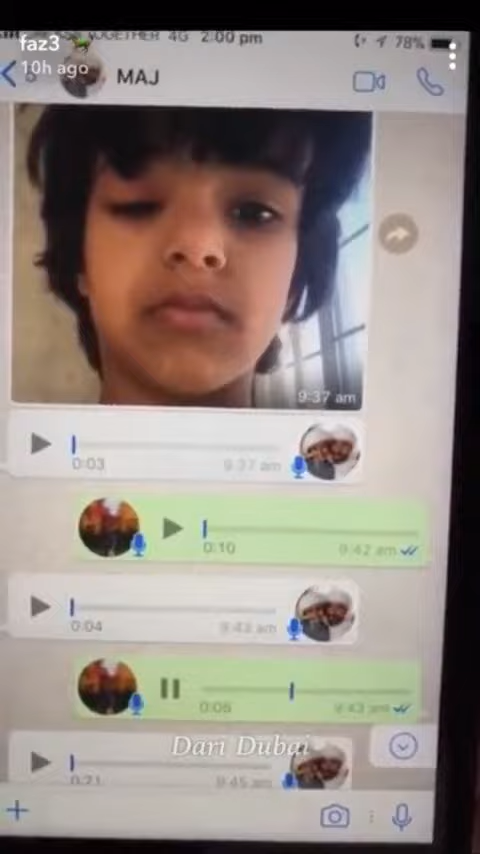 TOGETHER 4G 2:00 pm 78%
faz3
10h ago
MAJ
9:37 am
0:03 9:37 am
0:10 9:42 am
0:04 9:43 am
0:06 9:43 am
Dari Dubai
0:21 9:45 am